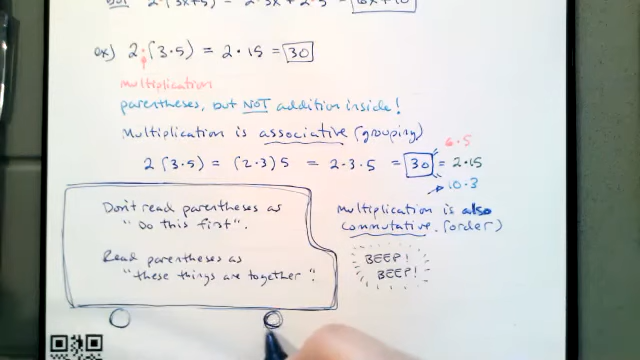 but 2·(3x+5) = 2·3x + 2·5 = 6x+10
ex) 2·(3·5) = 2·15 = 30
multiplication
parentheses, but NOT addition inside!
Multiplication is associative (grouping)
6·5
2(3·5) = (2·3)5 = 2·3·5 = 30 = 2·15
10·3
Don't read parentheses as
"Do this first".
Read parentheses as
"these things are together".
Multiplication is also
commutative. (order)
BEEP!
BEEP!